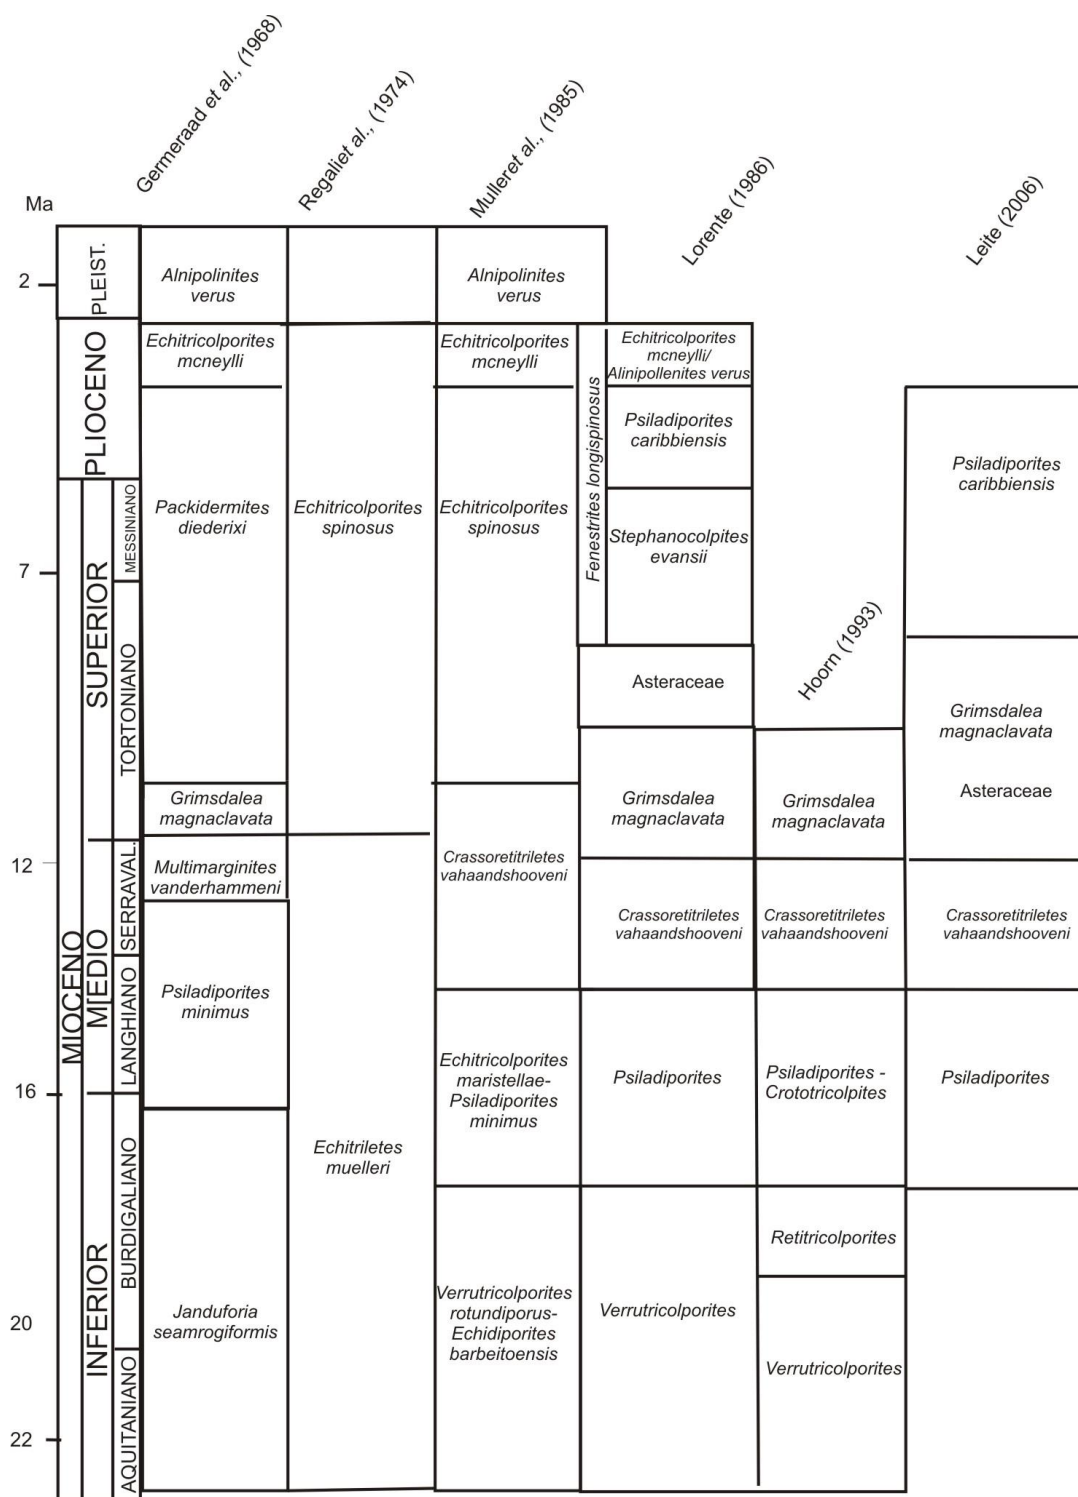 Germeraad et al., (1968)
Regaliet al., (1974)
Mulleret al., (1985)
Lorente (1986)
Leite (2006)
Hoorn (1993)
Ma
2
7
12
16
20
22
PLEIST.
PLIOCENO
MIOCENO
SUPERIOR
M[EDIO
INFERIOR
MESSINIANO
TORTONIANO
SERRAVAL.
LANGHIANO
BURDIGALIANO
AQUITANIANO
Alnipolinites
verus
Echitricolporites
mcneylli
Packidermites
diederixi
Grimsdalea
magnaclavata
Multimarginites
vanderhammeni
Psiladiporites
minimus
Janduforia
seamrogiformis
Echitricolporites
spinosus
Echitriletes
muelleri
Alnipolinites
verus
Echitricolporites
mcneylli
Echitricolporites
spinosus
Crassoretitriletes
vahaandshooveni
Echitricolporites
maristellae-
Psiladiporites
minimus
Verrutricolporites
rotundiporus-
Echidiporites
barbeitoensis
Fenestrites longispinosus
Echitricolporites
mcneylli/
Alinipollenites verus
Psiladiporites
caribbiensis
Stephanocolpites
evansii
Asteraceae
Grimsdalea
magnaclavata
Crassoretitriletes
vahaandshooveni
Psiladiporites
Verrutricolporites
Grimsdalea
magnaclavata
Crassoretitriletes
vahaandshooveni
Psiladiporites -
Crototricolpites
Retitricolporites
Verrutricolporites
Psiladiporites
caribbiensis
Grimsdalea
magnaclavata
Asteraceae
Crassoretitriletes
vahaandshooveni
Psiladiporites